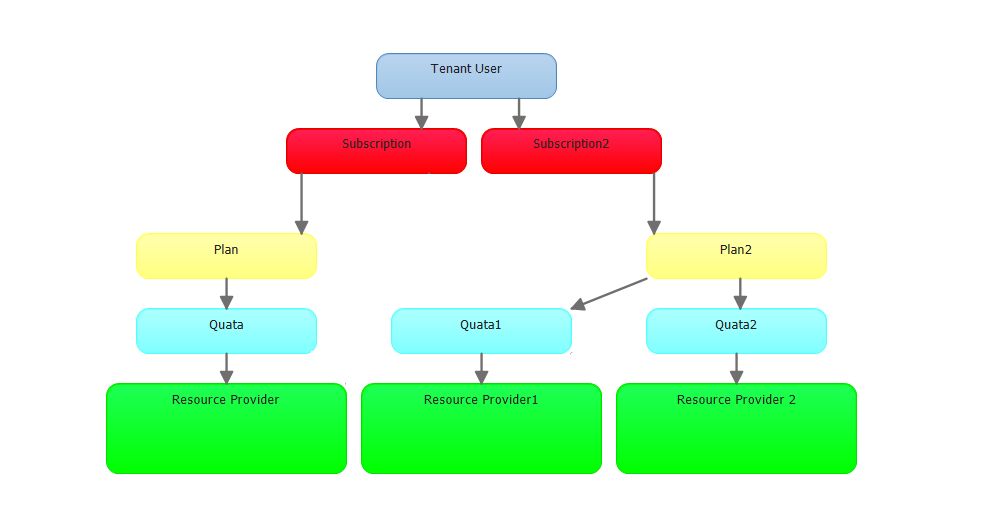 Tenant User
Subscription
Subscription2
Plan
Plan2
Quata
Quata1
Quata2
Resource Provider
Resource Provider1
Resource Provider 2